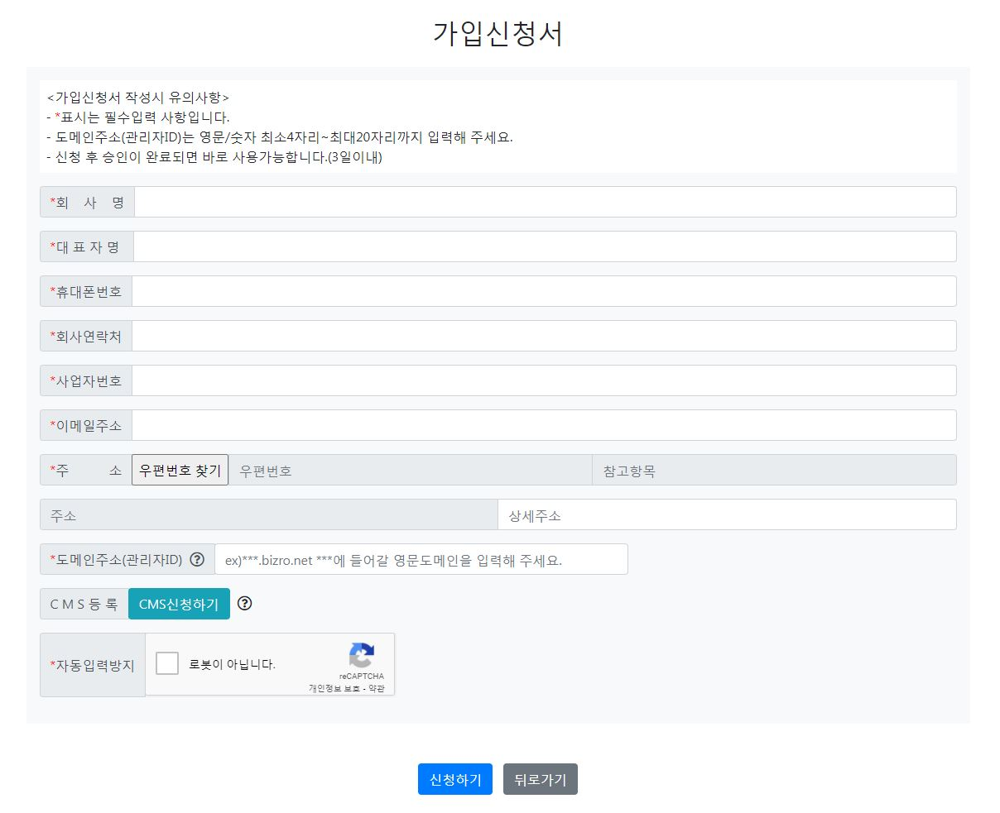 가입신청서
<가입신청서 작성시 유의사항>
- *표시는 필수입력 사항입니다.
- 도메인주소(관리자ID)는 영문/숫자 최소4자리~최대20자리까지 입력해 주세요.
- 신청 후 승인이 완료되면 바로 사용가능합니다.(3일이내)
*회 사 명
*대 표 자 명
*휴대폰번호
*회사연락처
*사업자번호
*이메일주소
*주 소 우편번호 찾기 우편번호 참고항목
주소 상세주소
*도메인주소(관리자ID) ? ex)***.bizro.net ***에 들어갈 영문도메인을 입력해 주세요.
C M S 등 록 CMS신청하기 ?
*자동입력방지 로봇이 아닙니다.
reCAPTCHA
개인정보 보호 - 약관
신청하기 뒤로가기